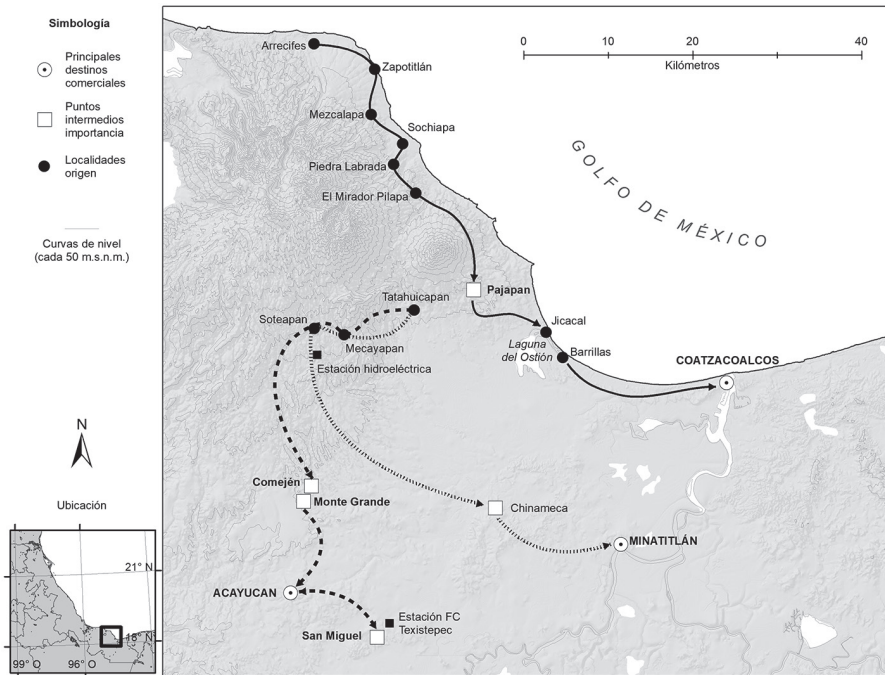 Simbología
Principales
destinos
comerciales
Puntos
intermedios
importancia
Localidades
origen
Curvas de nivel
(cada 50 m.s.n.m.)
N
Ubicación
21° N
18° N
99° O
96° O
0
10
20
40
Kilómetros
GOLFO DE MÉXICO
Arrecifes
Zapotitlán
Mezcalapa
Sochiapa
Piedra Labrada
El Mirador Pilapa
Pajapan
Tatahuicapan
Soteapan
Mecayapan
Estación hidroeléctrica
Jicacal
Laguna
del Ostión
Barrillas
COATZACOALCOS
Comején
Monte Grande
Chinameca
MINATITLÁN
ACAYUCAN
Estación FC
Texistepec
San Miguel